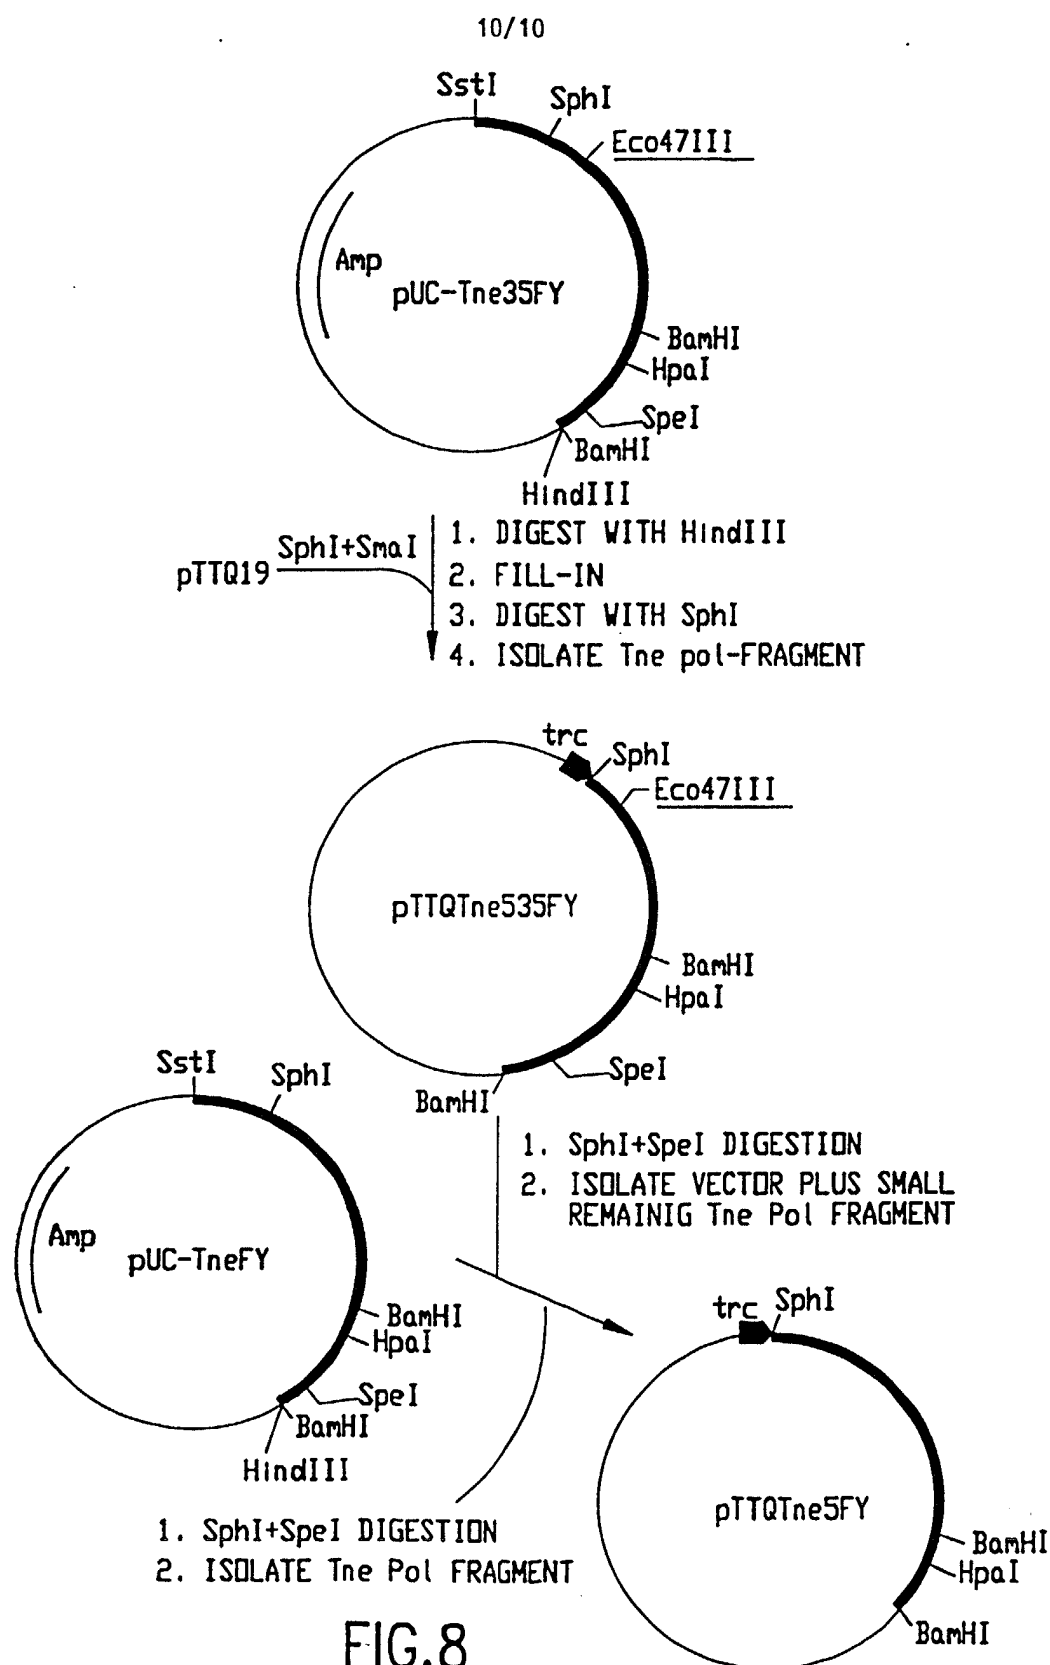 10/10
SstI
SphI
Eco47III
Amp
pUC-Tne35FY
BamHI
HpaI
SpeI
BamHI
HindIII
pTTQ19
SphI+SmaI
1. DIGEST WITH HindIII
2. FILL-IN
3. DIGEST WITH SphI
4. ISOLATE Tne pol-FRAGMENT
trc
SphI
Eco47III
pTTQTne535FY
BamHI
HpaI
SpeI
BamHI
1. SphI+SpeI DIGESTION
2. ISOLATE VECTOR PLUS SMALL
REMAINIG Tne Pol FRAGMENT
SstI
SphI
Amp
pUC-TneFY
BamHI
HpaI
SpeI
BamHI
HindIII
1. SphI+SpeI DIGESTION
2. ISOLATE Tne Pol FRAGMENT
trc
SphI
pTTQTne5FY
BamHI
HpaI
BamHI
FIG.8